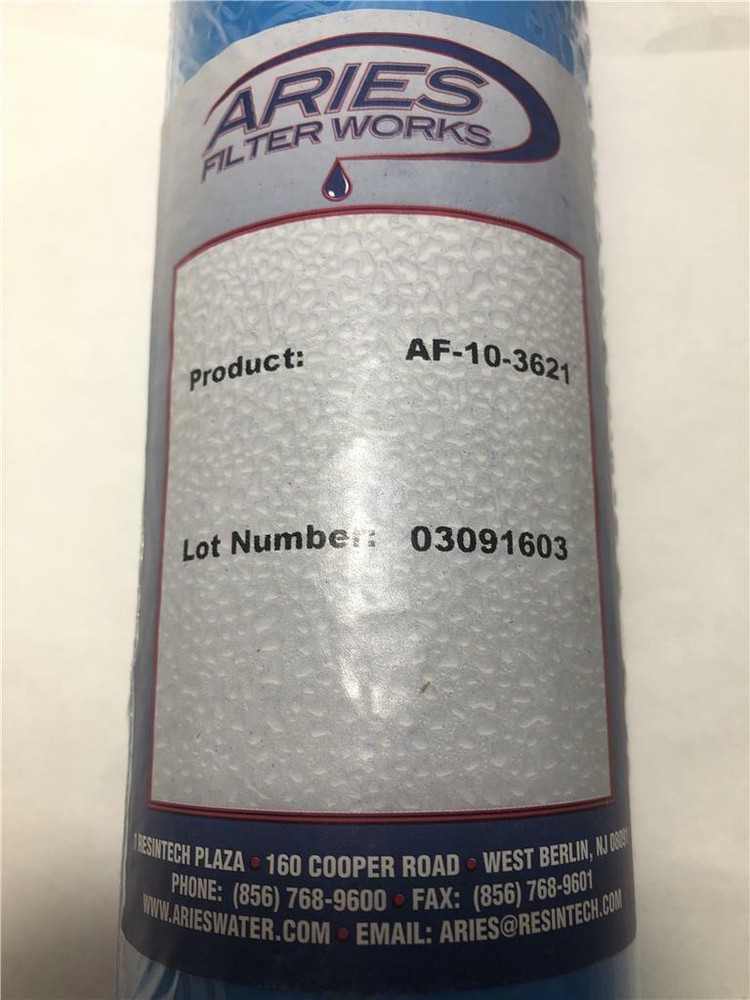 ARIES
FILTER WORKS
Product: AF-10-3621
Lot Number: 03091603
1 RESINTECH PLAZA • 160 COOPER ROAD • WEST BERLIN, NJ 08091
PHONE: (856) 768-9600 • FAX: (856) 768-9601
WWW.ARIESWATER.COM • EMAIL: ARIES@RESINTECH.COM